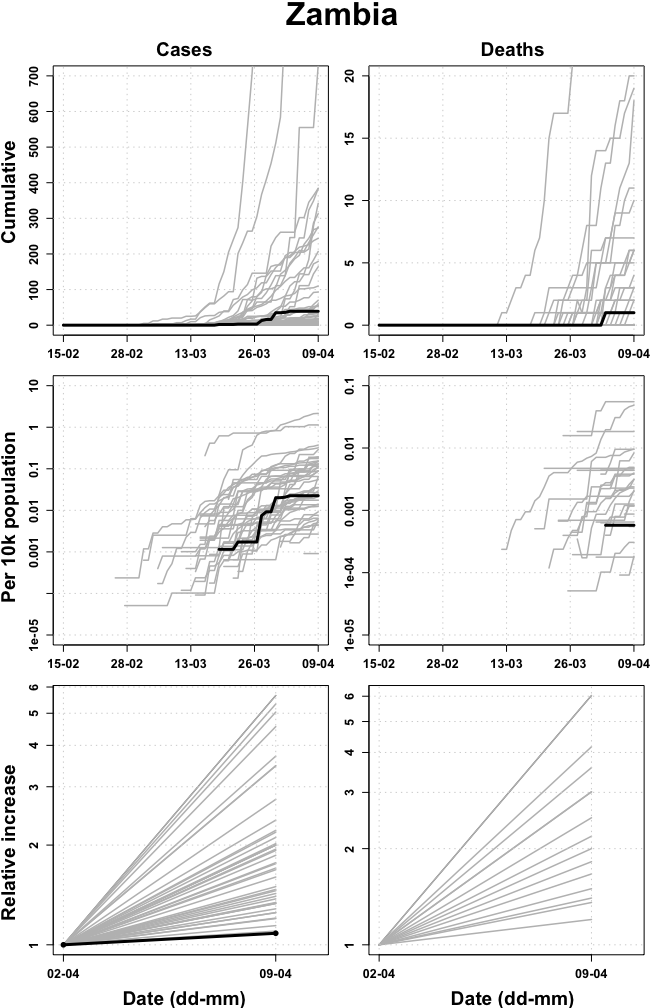 Zambia
Cases
Deaths
Cumulative
700
600
500
400
300
200
100
0
15-02 28-02 13-03 26-03 09-04
20
15
10
5
0
15-02 28-02 13-03 26-03 09-04
Per 10k population
10
1
0.1
0.01
0.001
1e-05
15-02 28-02 13-03 26-03 09-04
0.1
0.01
0.001
1e-04
1e-05
15-02 28-02 13-03 26-03 09-04
Relative increase
6
5
4
3
2
1
02-04 09-04
Date (dd-mm)
6
5
4
3
2
1
02-04 09-04
Date (dd-mm)